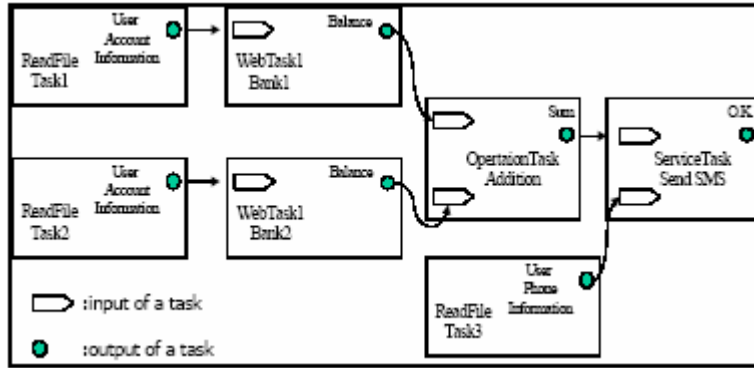 User
Account
Information
ReadFile
Task1
Balance
WebTask1
Bank1
Sum
OpertaionTask
Addition
O.K.
ServiceTask
Send SMS
User
Account
Information
ReadFile
Task2
Balance
WebTask1
Bank2
User
Phone
Information
ReadFile
Task3
:input of a task
:output of a task